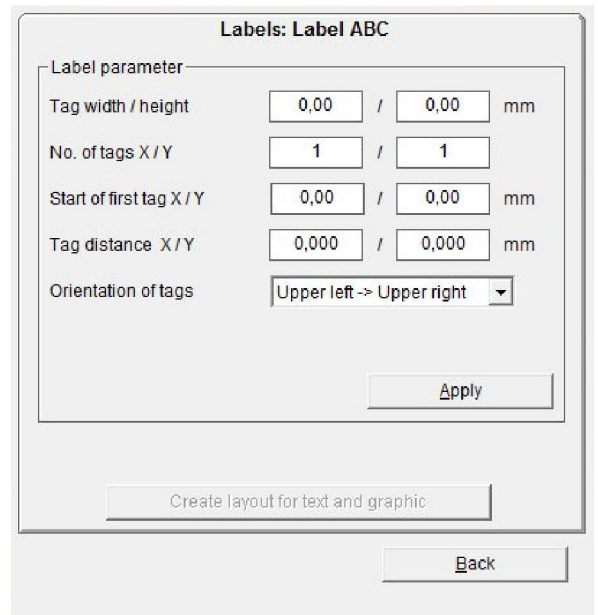 Labels: Label ABC
Label parameter
Tag width / height 0,00 / 0,00 mm
No. of tags X / Y 1 / 1
Start of first tag X / Y 0,00 / 0,00 mm
Tag distance X / Y 0,000 / 0,000 mm
Orientation of tags Upper left -> Upper right
Apply
Create layout for text and graphic
Back